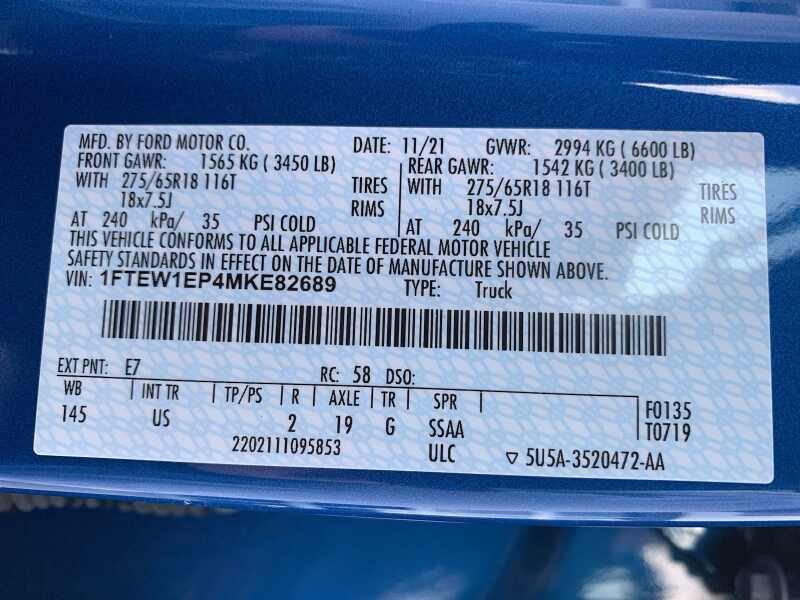 MFD. BY FORD MOTOR CO. DATE: 11/21 GVWR: 2994 KG ( 6600 LB)
FRONT GAWR: 1565 KG ( 3450 LB) REAR GAWR: 1542 KG ( 3400 LB)
WITH 275/65R18 116T TIRES WITH 275/65R18 116T TIRES
18x7.5J RIMS 18x7.5J RIMS
AT 240 kPa/ 35 PSI COLD AT 240 kPa/ 35 PSI COLD
THIS VEHICLE CONFORMS TO ALL APPLICABLE FEDERAL MOTOR VEHICLE
SAFETY STANDARDS IN EFFECT ON THE DATE OF MANUFACTURE SHOWN ABOVE.
VIN: 1FTEW1EP4MKE82689 TYPE: Truck
EXT PNT: E7 RC: 58 DSO:
WB INT TR TP/PS R AXLE TR SPR F0135
145 US 2 19 G SSAA T0719
2202111095853 ULC ▽ 5U5A-3520472-AA